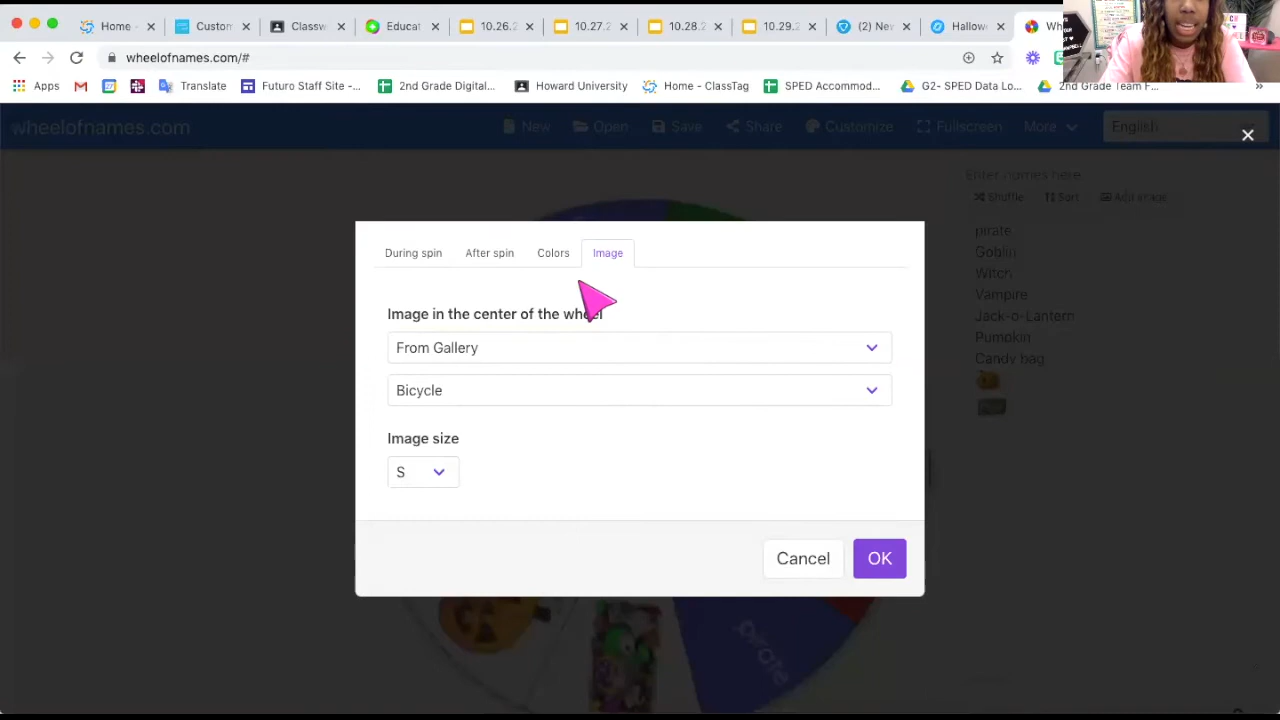 Home -
Custom
Classw
Edu
10.26.2
10.27.2
10.28.2
10.29.2
(2) Nev
Hallow
Wh
wheelofnames.com/#
Apps
Translate
Futuro Staff Site -...
2nd Grade Digital...
Howard University
Home - ClassTag
SPED Accommod...
G2- SPED Data Lo...
2nd Grade Team F...
»
wheelofnames.com
New
Open
Save
Share
Customize
Fullscreen
More
English
Enter names here
Shuffle
Sort
Add image
pirate
Goblin
Witch
Vampire
Jack-o-Lantern
Pumpkin
Candy bag
During spin
After spin
Colors
Image
Image in the center of the wheel
From Gallery
Bicycle
Image size
S
Cancel
OK
pirate